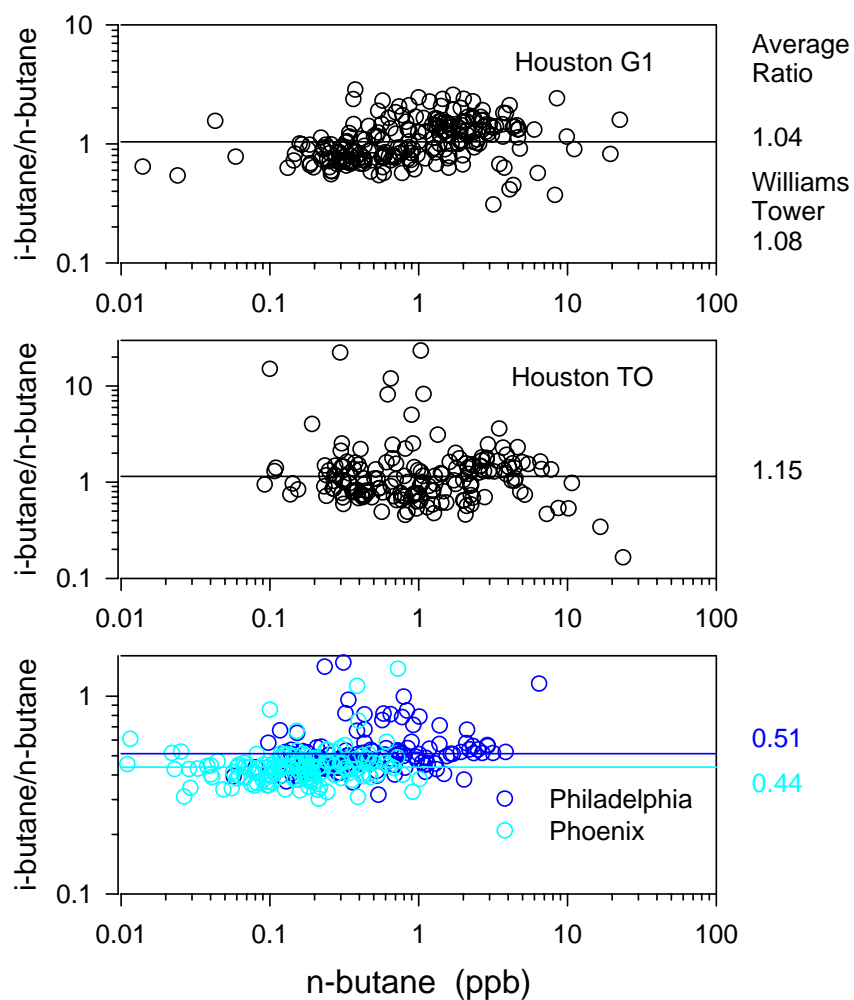 10
1
0.1
i-butane/n-butane
Houston G1
Average
Ratio
1.04
Williams
Tower
1.08
0.01 0.1 1 10 100
10
1
0.1
i-butane/n-butane
Houston TO
1.15
0.01 0.1 1 10 100
1
0.1
i-butane/n-butane
0.51
0.44
Philadelphia
Phoenix
0.01 0.1 1 10 100
n-butane (ppb)